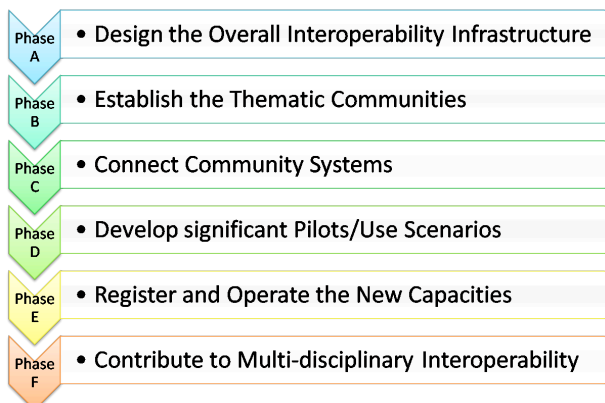 Phase A
• Design the Overall Interoperability Infrastructure
Phase B
• Establish the Thematic Communities
Phase C
• Connect Community Systems
Phase D
• Develop significant Pilots/Use Scenarios
Phase E
• Register and Operate the New Capacities
Phase F
• Contribute to Multi-disciplinary Interoperability